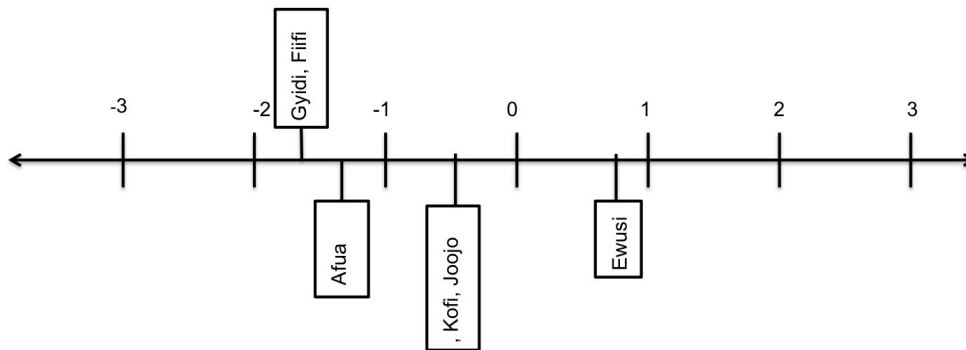 Gyidi, Fiifi
-3
-2
-1
0
1
2
3
Afua
, Kofi, Joojo
Ewusi